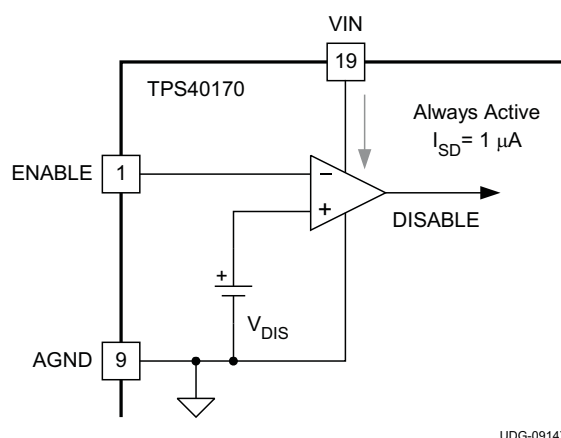 VIN
19
TPS40170
Always Active
I_SD = 1 μA
ENABLE
1
−
+
DISABLE
+
V_DIS
AGND
9